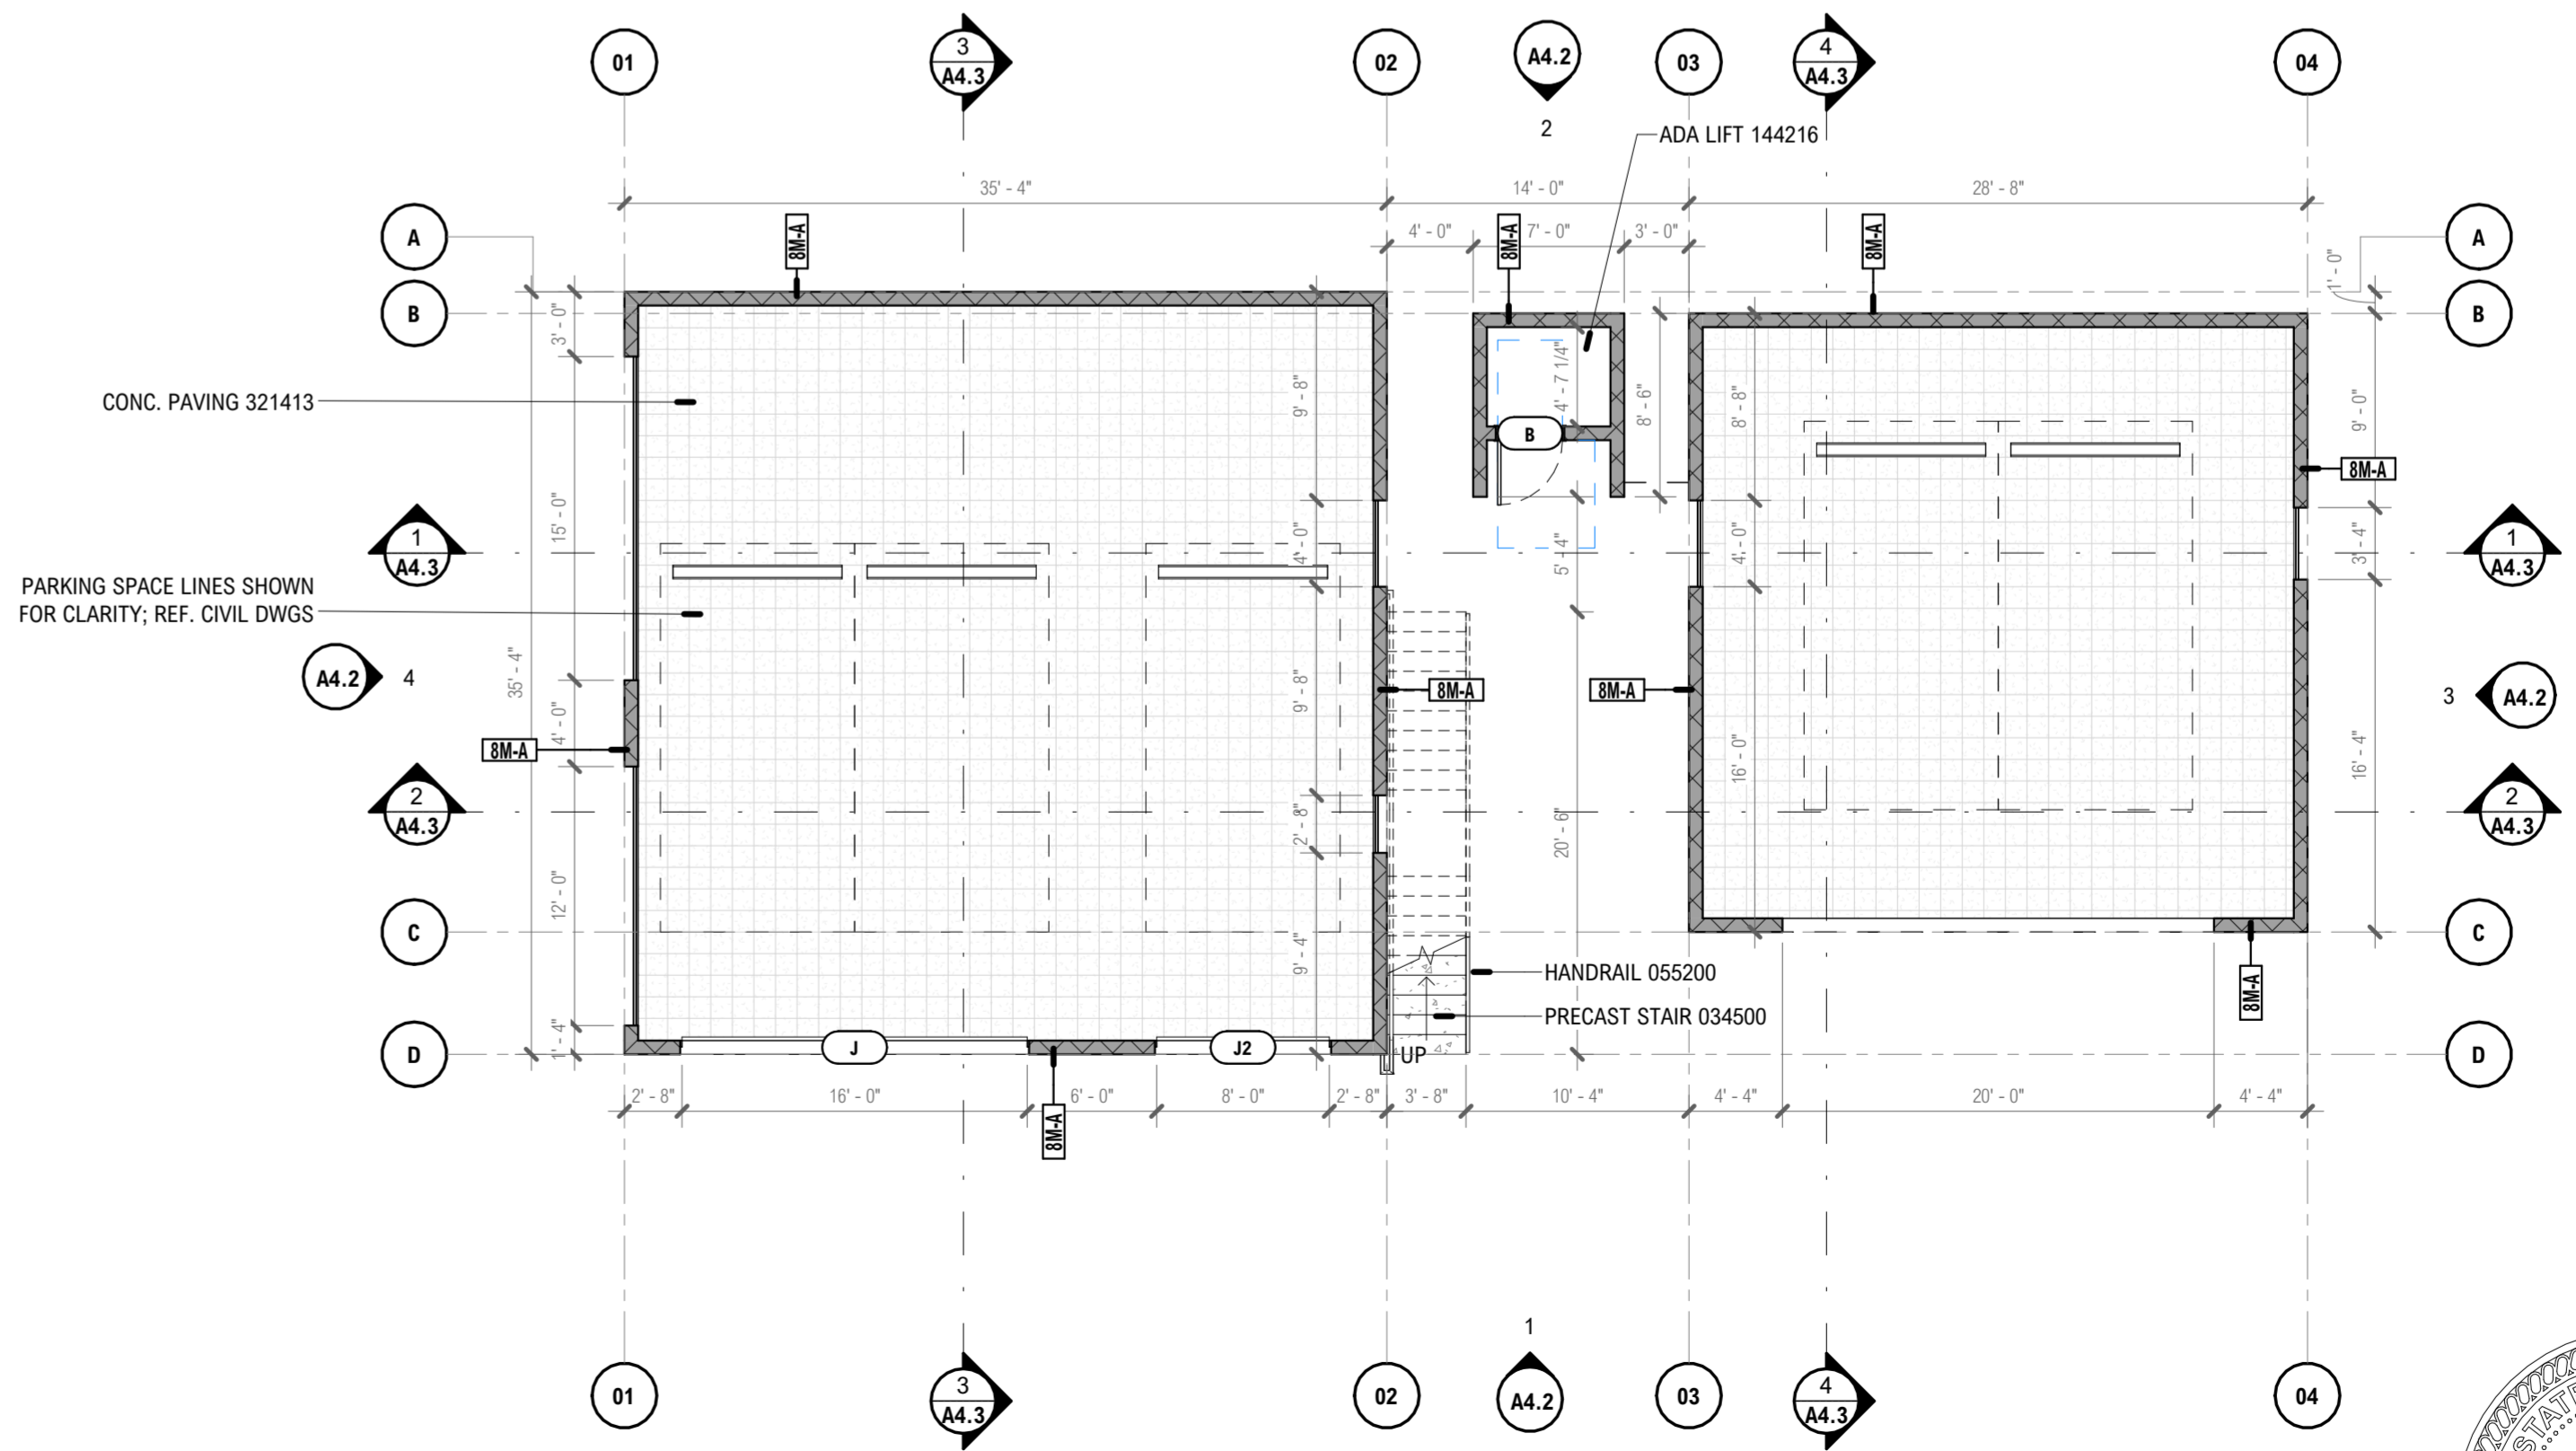 01
3
A4.3
02
A4.2
2
03
4
A4.3
04
ADA LIFT 144216
35' - 4"
14' - 0"
28' - 8"
A
A
8M-A
4' - 0"
8M-A
7' - 0"
3' - 0"
8M-A
1' - 0"
B
B
3' - 0"
CONC. PAVING 321413
9' - 8"
4' - 7 1/4"
8' - 6"
8' - 8"
9' - 0"
B
8M-A
15' - 0"
1
A4.3
4' - 0"
5' - 4"
4' - 0"
3' - 4"
1
A4.3
PARKING SPACE LINES SHOWN
FOR CLARITY; REF. CIVIL DWGS
A4.2
4
35' - 4"
9' - 8"
8M-A
8M-A
3
A4.2
8M-A
4' - 0"
16' - 0"
16' - 4"
2
A4.3
2' - 8"
20' - 6"
2
A4.3
12' - 0"
C
C
9' - 4"
HANDRAIL 055200
8M-A
PRECAST STAIR 034500
1' - 4"
D
J
J2
UP
D
2' - 8"
16' - 0"
6' - 0"
8' - 0"
2' - 8"
3' - 8"
10' - 4"
4' - 4"
20' - 0"
4' - 4"
8M-A
1
01
3
A4.3
02
A4.2
03
4
A4.3
04
STATE